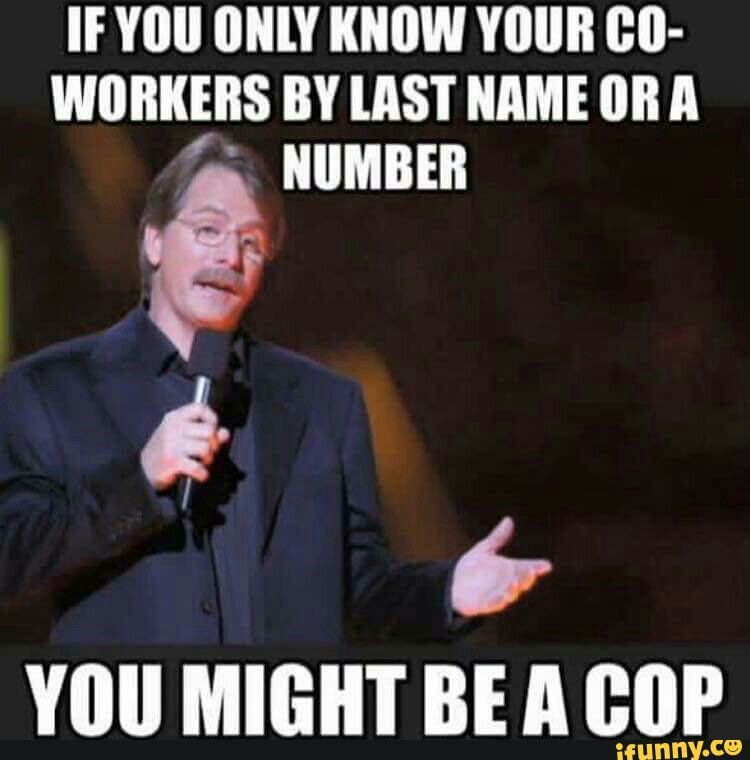 IF YOU ONLY KNOW YOUR CO-
WORKERS BY LAST NAME OR A
NUMBER
YOU MIGHT BE A COP
ifunny.co